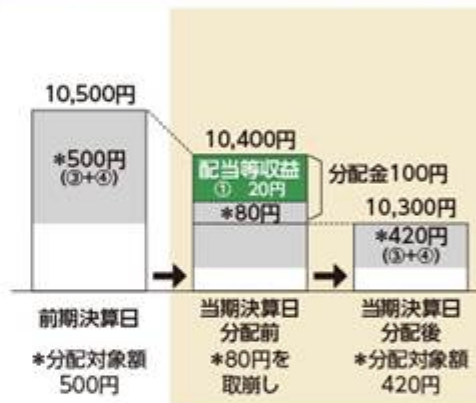 10,500円
*500円
(③+④)
前期決算日
*分配対象額
500円
10,400円
配当等収益
① 20円
*80円
分配金100円
当期決算日
分配前
*80円を
取崩し
10,300円
*420円
(③+④)
当期決算日
分配後
*分配対象額
420円